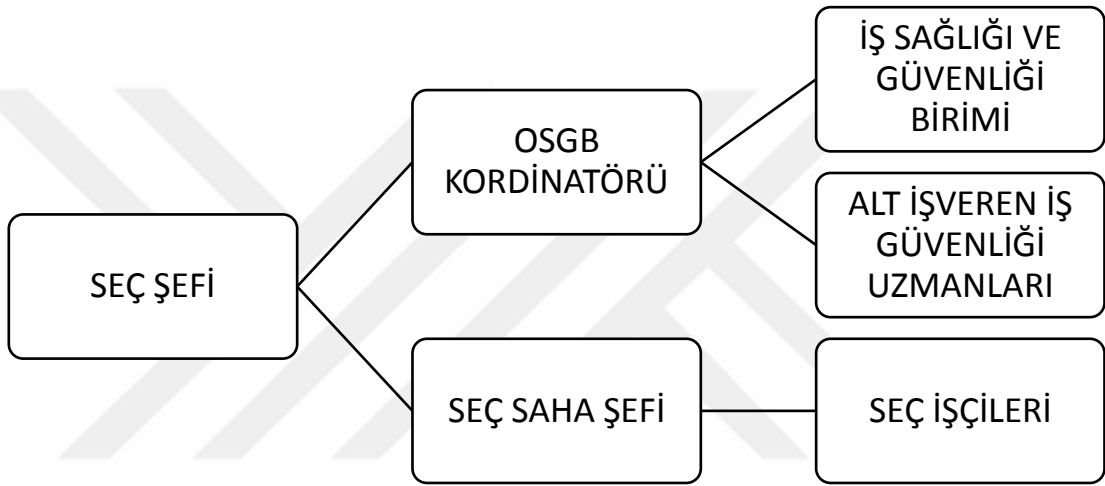 SEÇ ŞEFİ
OSGB
KORDİNATÖRÜ
İŞ SAĞLIĞI VE
GÜVENLİĞİ
BİRİMİ
ALT İŞVEREN İŞ
GÜVENLİĞİ
UZMANLARI
SEÇ SAHA ŞEFİ
SEÇ İŞÇİLERİ